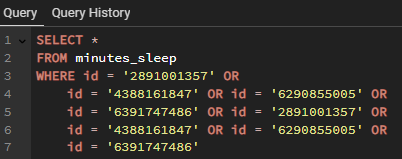 Query Query History
1 SELECT *
2 FROM minutes_sleep
3 WHERE id = '2891001357' OR
4 id = '4388161847' OR id = '6290855005' OR
5 id = '6391747486' OR id = '2891001357' OR
6 id = '4388161847' OR id = '6290855005' OR
7 id = '6391747486'